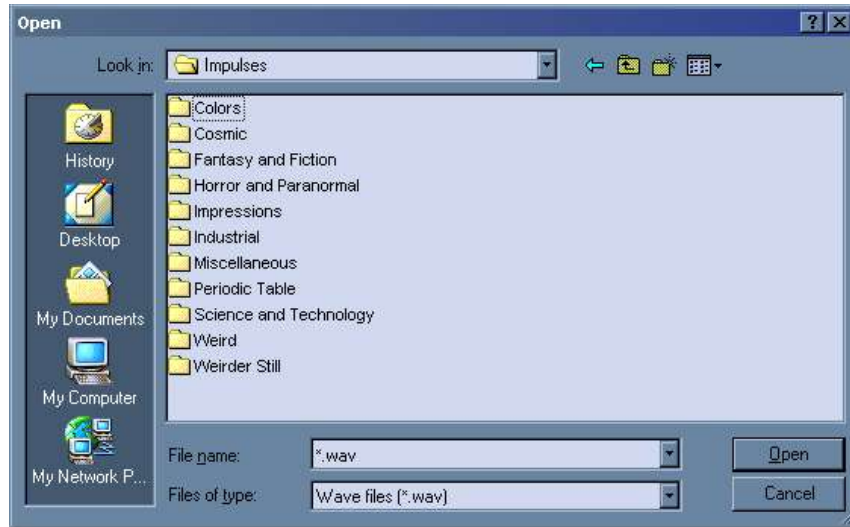 Open
Look in: Impulses
History
Desktop
My Documents
My Computer
My Network P...
Colors
Cosmic
Fantasy and Fiction
Horror and Paranormal
Impressions
Industrial
Miscellaneous
Periodic Table
Science and Technology
Weird
Weirder Still
File name: *.wav Open
Files of type: Wave files (*.wav) Cancel